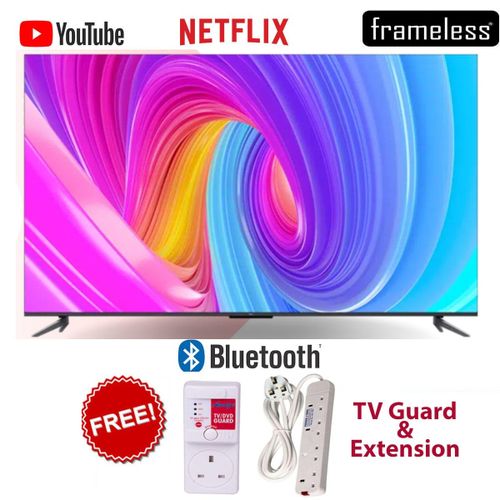 YouTube
NETFLIX
frameless
Bluetooth
FREE!
TV/DVD
GUARD
TV Guard
&
Extension